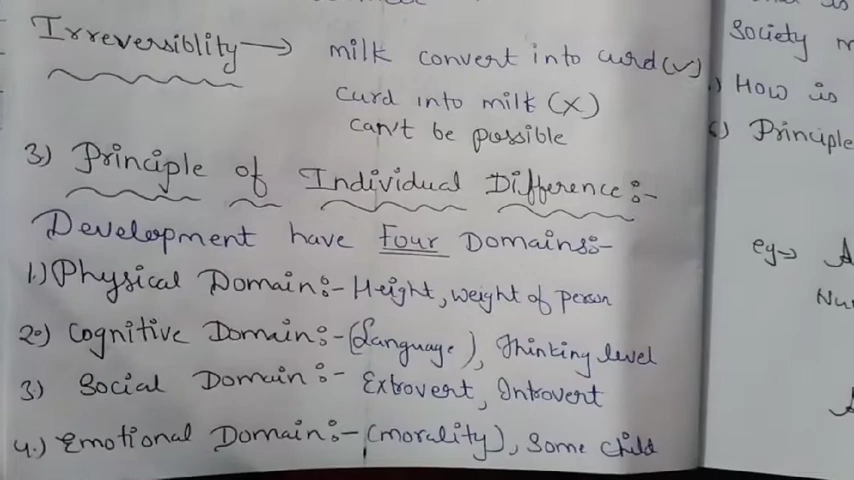 Irreversiblity → milk convert into curd (✓)
curd into milk (X)
can't be possible
3) Principle of Individual Difference:-
Development have Four Domains:-
1.) Physical Domain:- Height, weight of person
2.) Cognitive Domain:- (Language), Thinking level
3) Social Domain:- Extrovert, Introvert
4.) Emotional Domain:- (morality), Some child
Society
How is
Principle
eg →